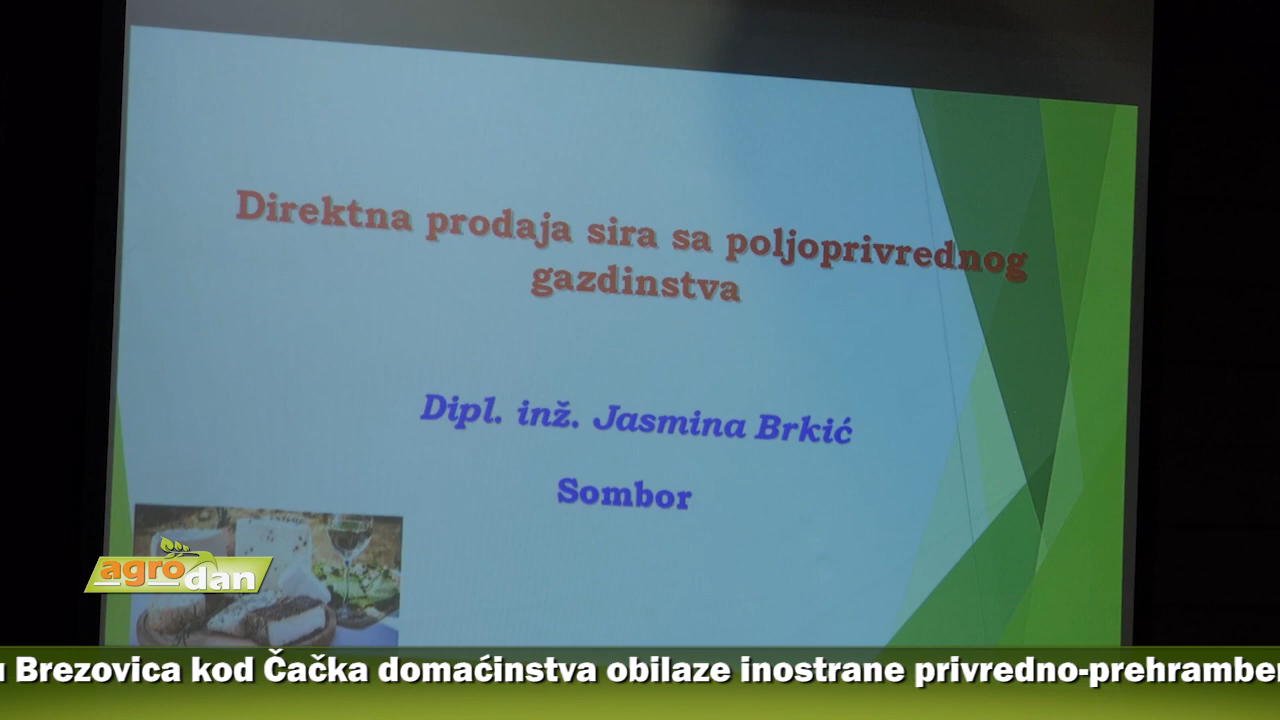 Direktna prodaja sira sa poljoprivrednog
gazdinstva
Dipl. inž. Jasmina Brkić
Sombor
agro
dan
Brezovica kod Čačka domaćinstva obilaze inostrane privredno-prehramben